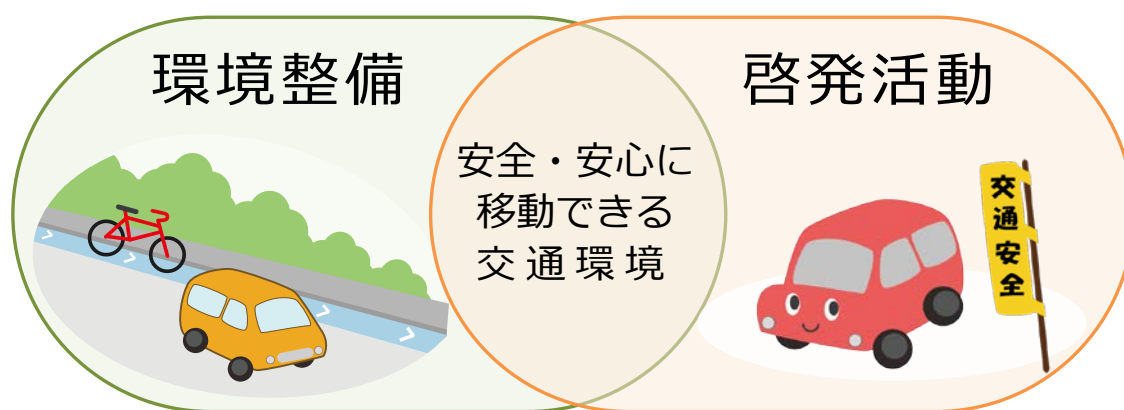 環境整備
啓発活動
安全・安心に
移動できる
交通環境
交通安全